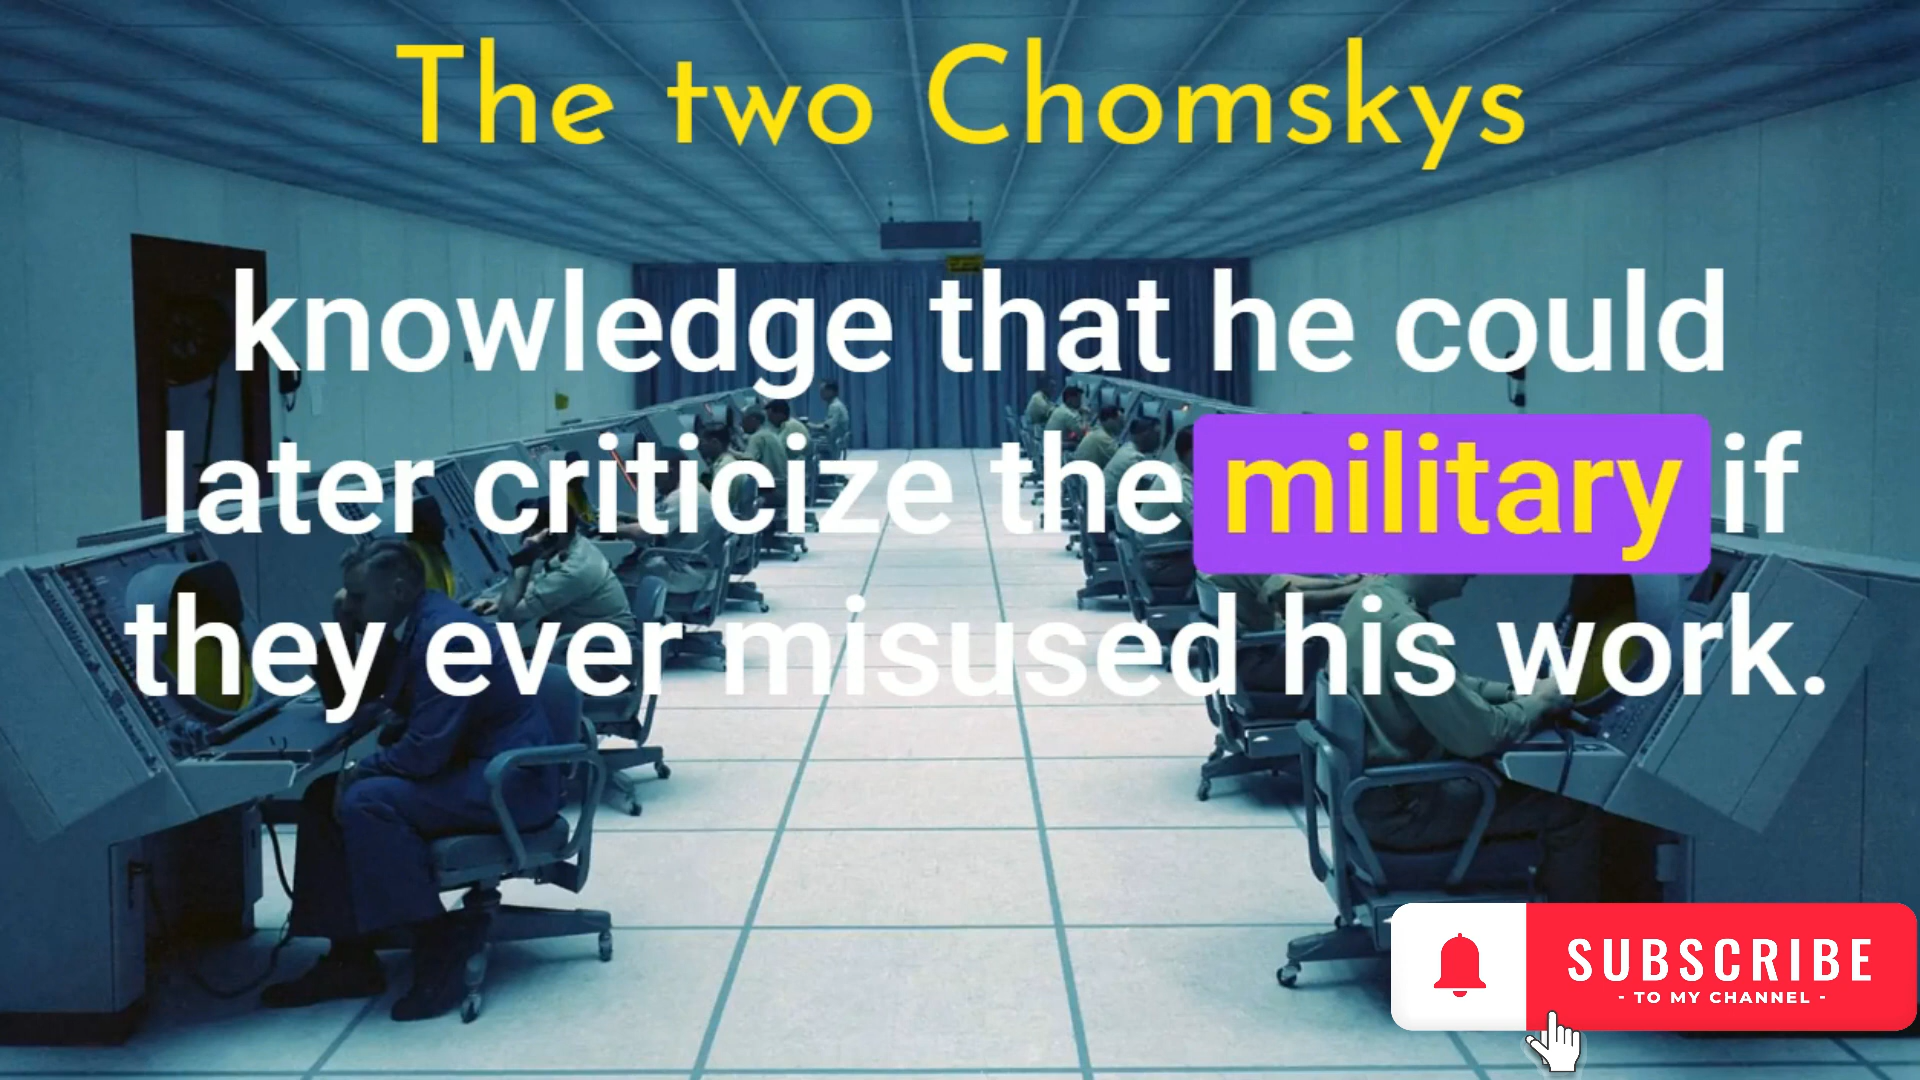 The two Chomskys
knowledge that he could
later criticize the military if
they ever misused his work.
SUBSCRIBE
- TO MY CHANNEL -